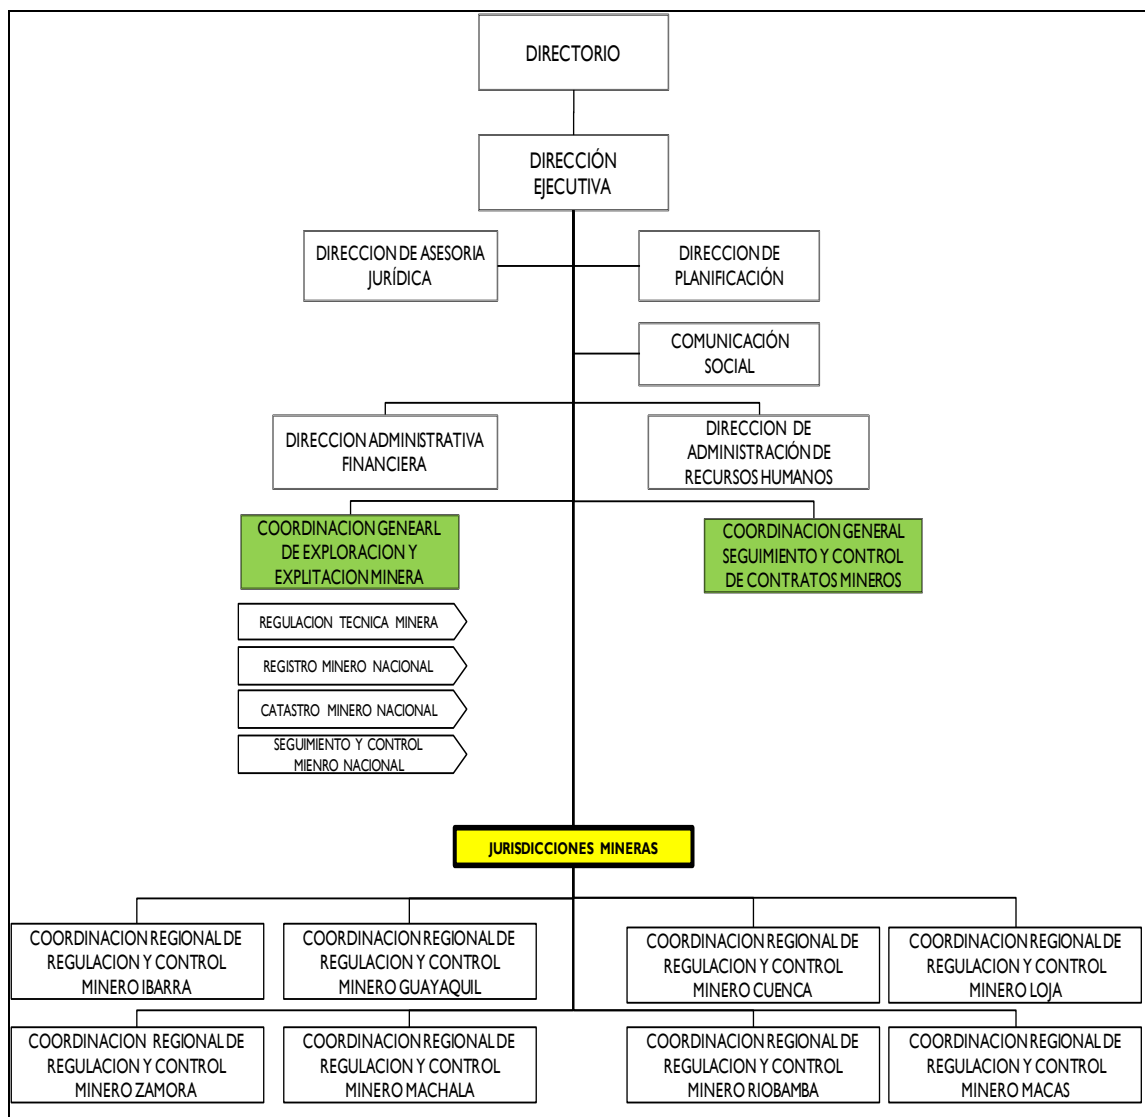 DIRECTORIO
DIRECCIÓN
EJECUTIVA
DIRECCION DE ASESORIA
JURÍDICA
DIRECCION DE
PLANIFICACIÓN
COMUNICACIÓN
SOCIAL
DIRECCION ADMINISTRATIVA
FINANCIERA
DIRECCION DE
ADMINISTRACIÓN DE
RECURSOS HUMANOS
COORDINACION GENEARL
DE EXPLORACION Y
EXPLITACION MINERA
COORDINACION GENERAL
SEGUIMIENTO Y CONTROL
DE CONTRATOS MINEROS
REGULACION TECNICA MINERA
REGISTRO MINERO NACIONAL
CATASTRO MINERO NACIONAL
SEGUIMIENTO Y CONTROL
MIENRO NACIONAL
JURISDICCIONES MINERAS
COORDINACION REGIONAL DE
REGULACION Y CONTROL
MINERO IBARRA
COORDINACION REGIONAL DE
REGULACION Y CONTROL
MINERO GUAYAQUIL
COORDINACION REGIONAL DE
REGULACION Y CONTROL
MINERO CUENCA
COORDINACION REGIONAL DE
REGULACION Y CONTROL
MINERO LOJA
COORDINACION REGIONAL DE
REGULACION Y CONTROL
MINERO ZAMORA
COORDINACION REGIONAL DE
REGULACION Y CONTROL
MINERO MACHALA
COORDINACION REGIONAL DE
REGULACION Y CONTROL
MINERO RIOBAMBA
COORDINACION REGIONAL DE
REGULACION Y CONTROL
MINERO MACAS